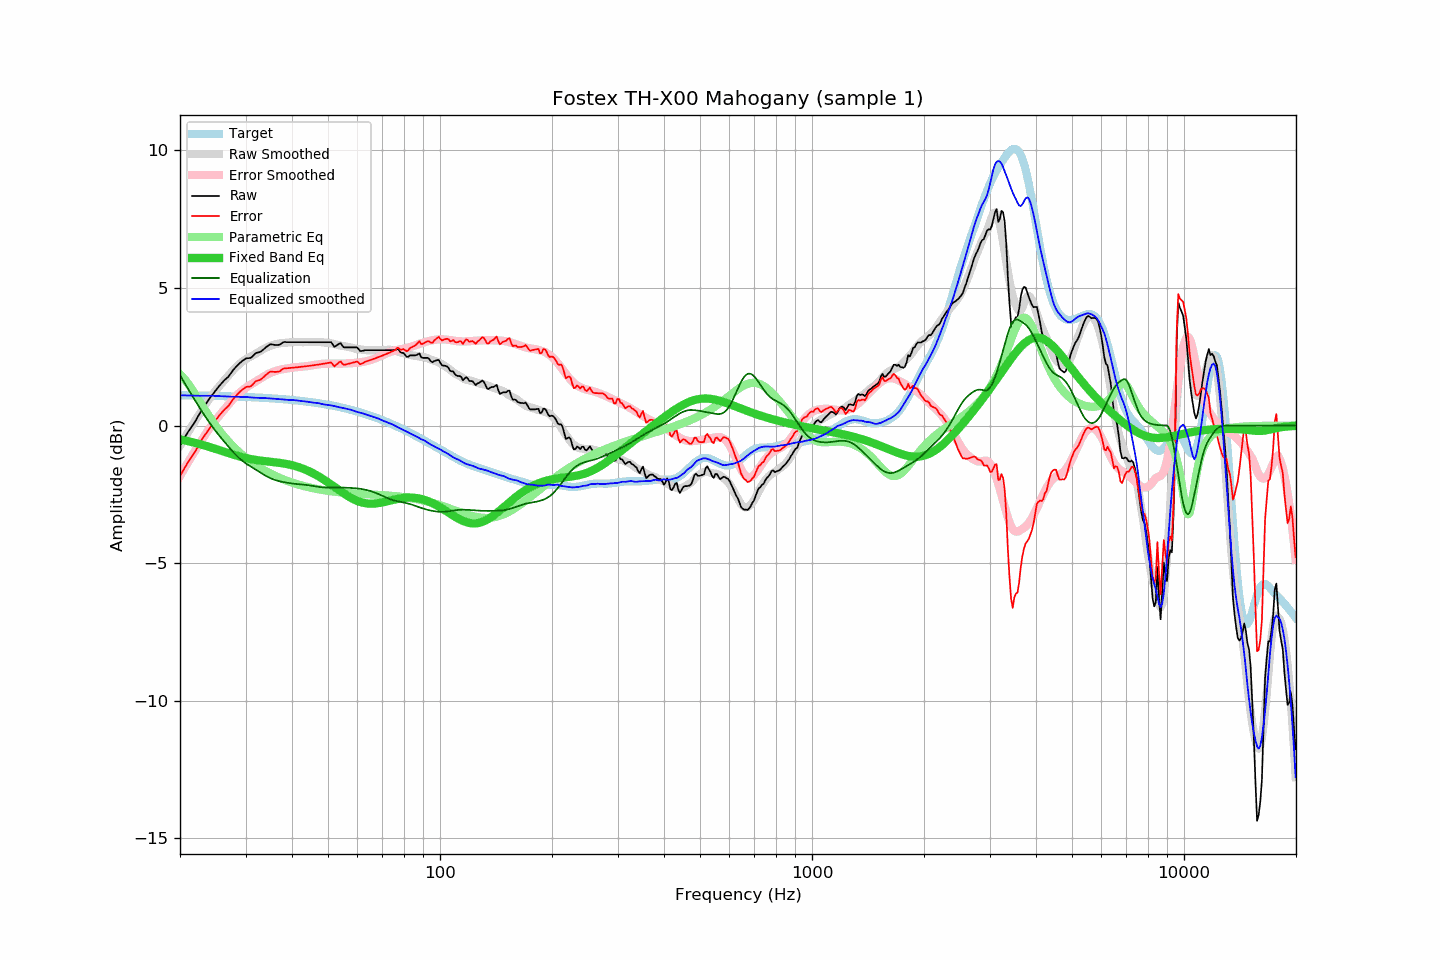 Fostex TH-X00 Mahogany (sample 1)
Target
Raw Smoothed
Error Smoothed
Raw
Error
Parametric Eq
Fixed Band Eq
Equalization
Equalized smoothed
10
5
0
−5
−10
−15
Amplitude (dBr)
100
1000
10000
Frequency (Hz)